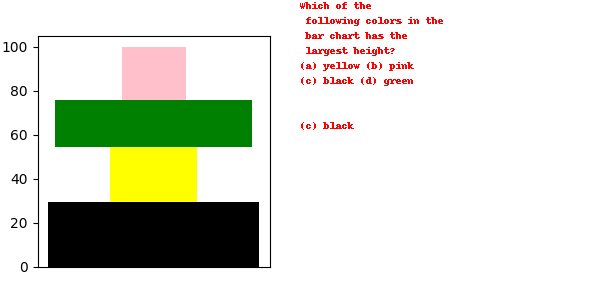 100
80
60
40
20
0
Which of the
following colors in the
bar chart has the
largest height?
(a) yellow (b) pink
(c) black (d) green
(c) black